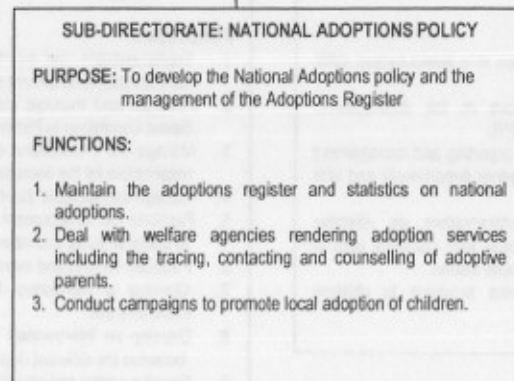 SUB-DIRECTORATE: NATIONAL ADOPTIONS POLICY
PURPOSE: To develop the National Adoptions policy and the
management of the Adoptions Register
FUNCTIONS:
1. Maintain the adoptions register and statistics on national
adoptions.
2. Deal with welfare agencies rendering adoption services
including the tracing, contacting and counselling of adoptive
parents.
3. Conduct campaigns to promote local adoption of children.